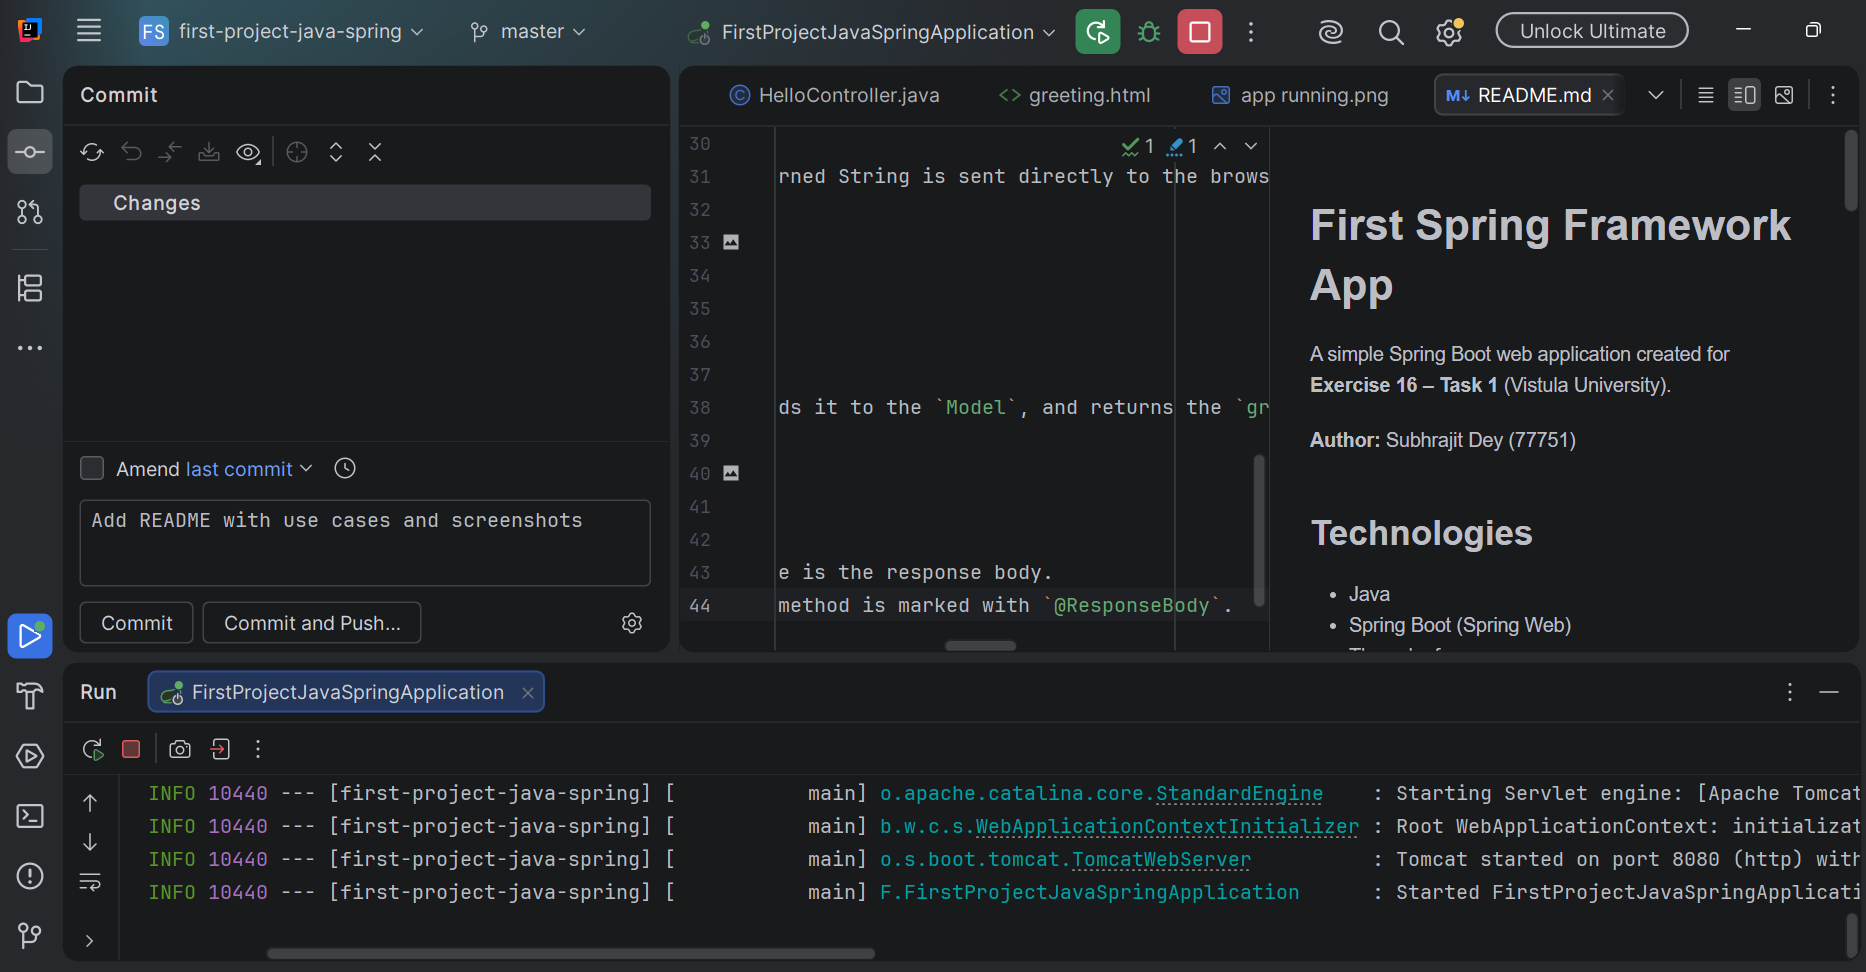 FS first-project-java-spring master FirstProjectJavaSpringApplication Unlock Ultimate
Commit
HelloController.java greeting.html app running.png M↓ README.md
Changes
Amend last commit
Add README with use cases and screenshots
Commit Commit and Push...
30 1 1
31 rned String is sent directly to the brows
32
33
34
35
36
37
38 ds it to the `Model`, and returns the `gr
39
40
41
42
43 e is the response body.
44 method is marked with `@ResponseBody`.
First Spring Framework
App
A simple Spring Boot web application created for
Exercise 16 – Task 1 (Vistula University).
Author: Subhrajit Dey (77751)
Technologies
• Java
• Spring Boot (Spring Web)
Run FirstProjectJavaSpringApplication
INFO 10440 --- [first-project-java-spring] [ main] o.apache.catalina.core.StandardEngine : Starting Servlet engine: [Apache Tomcat
INFO 10440 --- [first-project-java-spring] [ main] b.w.c.s.WebApplicationContextInitializer : Root WebApplicationContext: initializat
INFO 10440 --- [first-project-java-spring] [ main] o.s.boot.tomcat.TomcatWebServer : Tomcat started on port 8080 (http) with
INFO 10440 --- [first-project-java-spring] [ main] F.FirstProjectJavaSpringApplication : Started FirstProjectJavaSpringApplicati